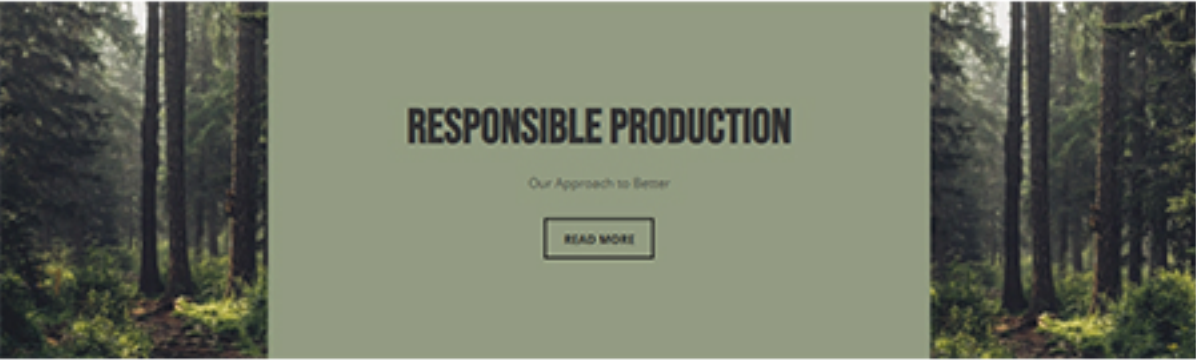 RESPONSIBLE PRODUCTION
Our Approach to Better
READ MORE